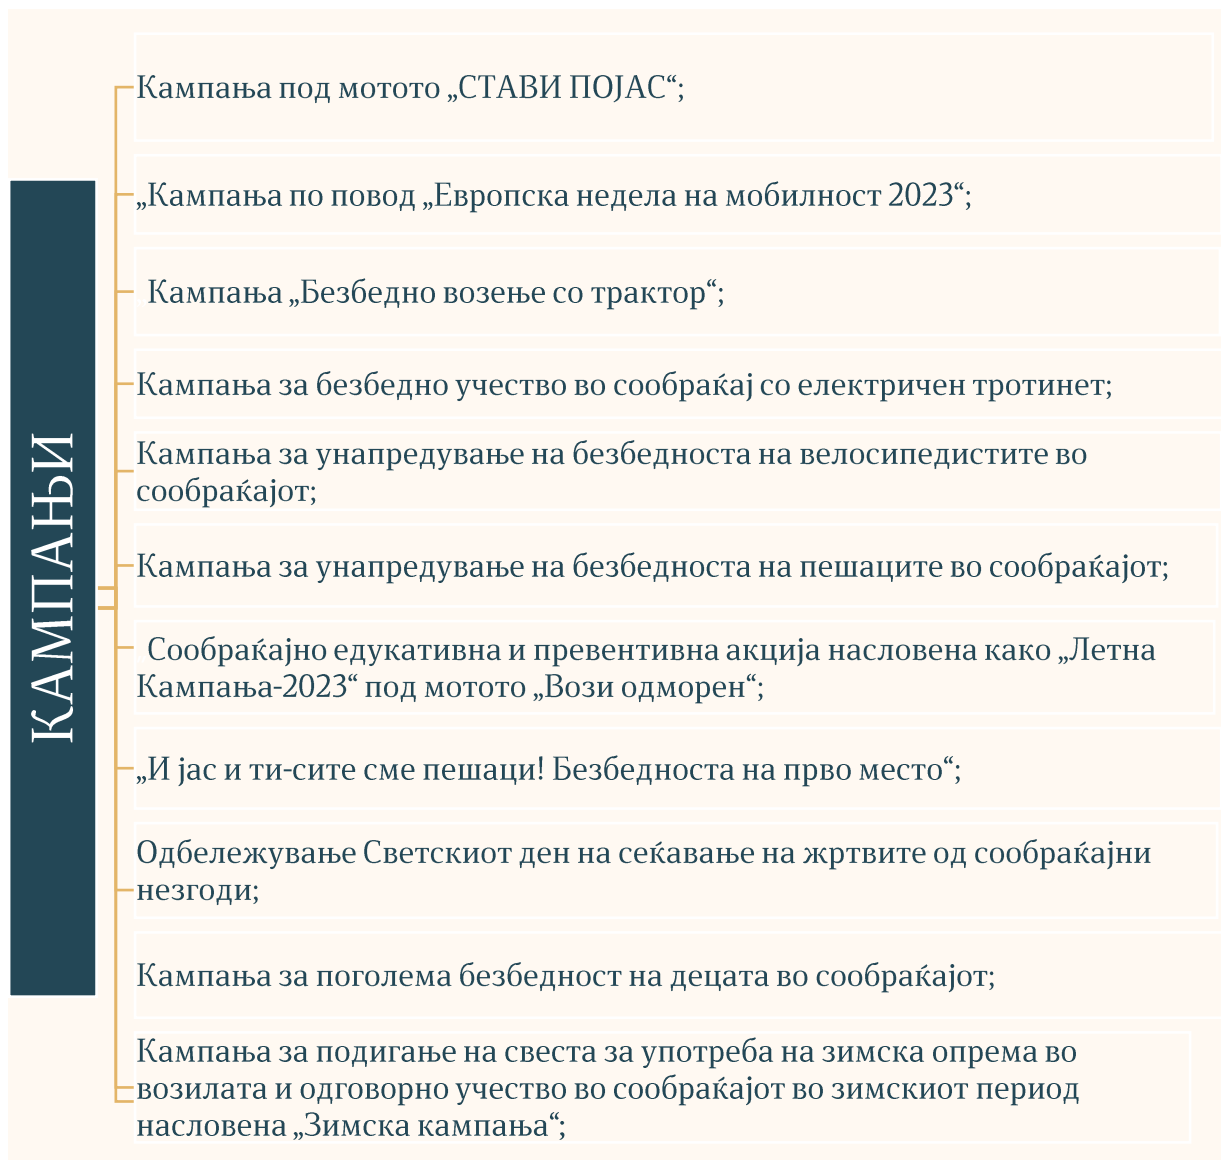 КАМПАЊИ
Кампања под мотото „СТАВИ ПОЈАС“;
„Кампања по повод „Европска недела на мобилност 2023“;
Кампања „Безбедно возење со трактор“;
Кампања за безбедно учество во сообраќај со електричен тротинет;
Кампања за унапредување на безбедноста на велосипедистите во
сообраќајот;
Кампања за унапредување на безбедноста на пешаците во сообраќајот;
Сообраќајно едукативна и превентивна акција насловена како „Летна
Кампања-2023“ под мотото „Вози одморен“;
„И јас и ти-сите сме пешаци! Безбедноста на прво место“;
Одбележување Светскиот ден на сеќавање на жртвите од сообраќајни
незгоди;
Кампања за поголема безбедност на децата во сообраќајот;
Кампања за подигање на свеста за употреба на зимска опрема во
возилата и одговорно учество во сообраќајот во зимскиот период
насловена „Зимска кампања“;